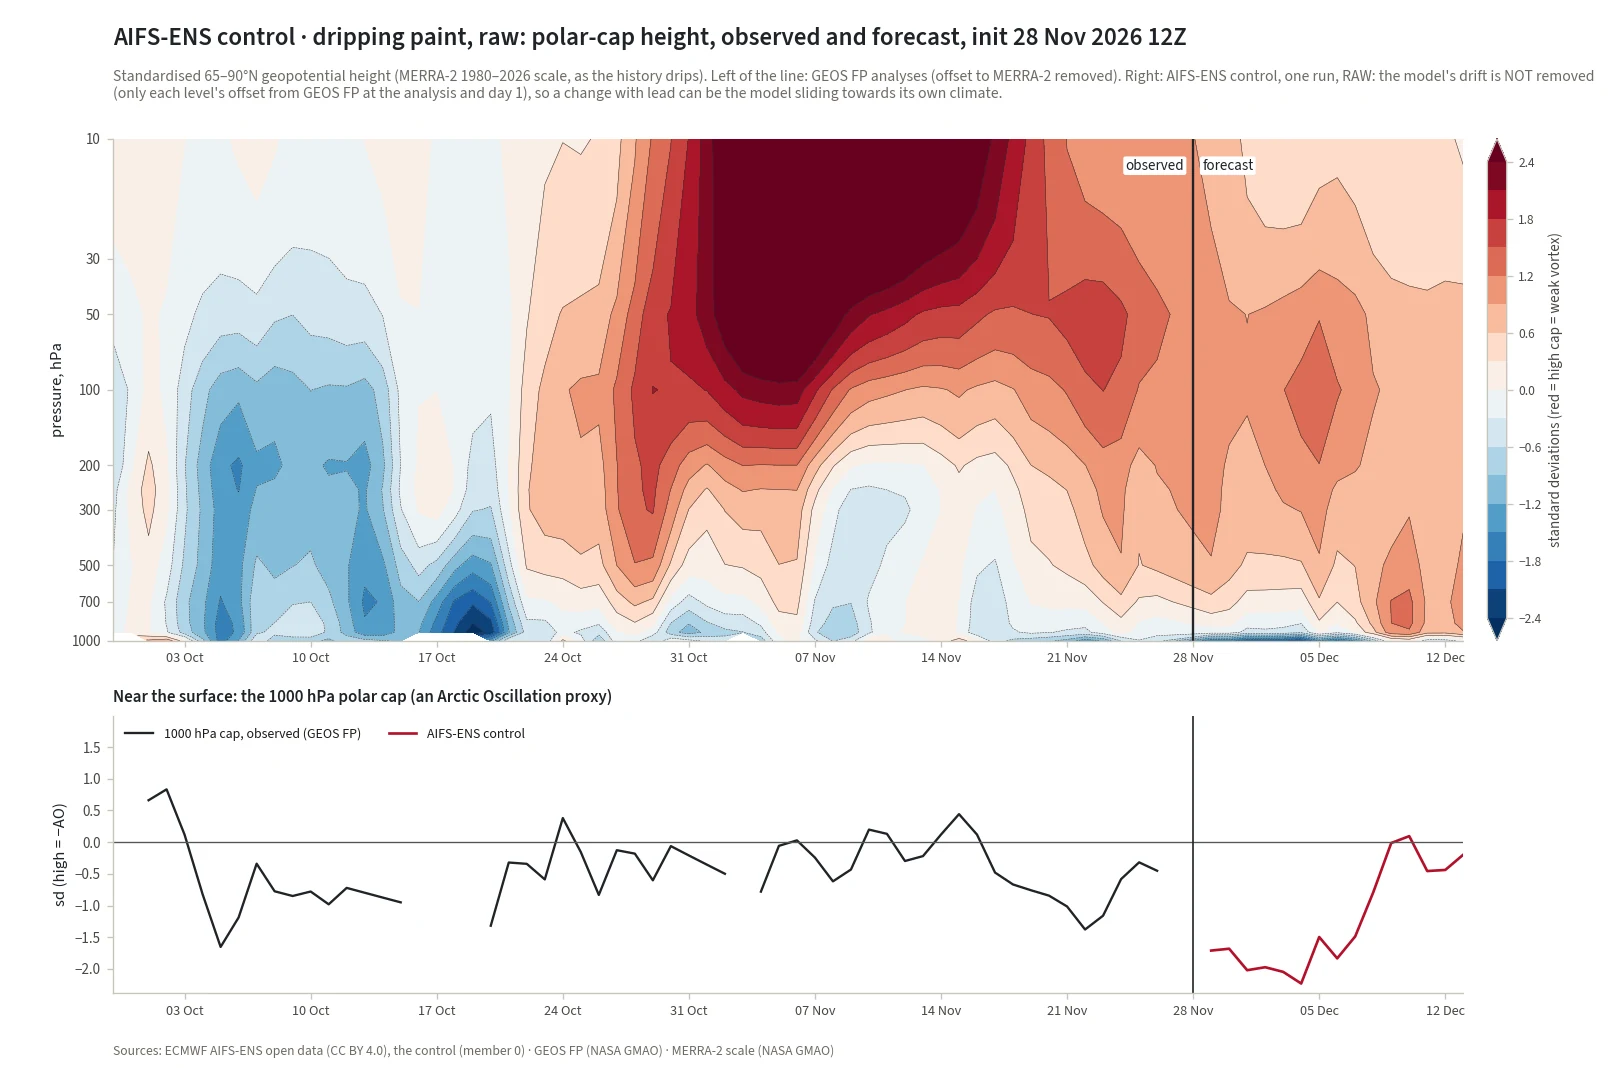 AIFS-ENS control · dripping paint, raw: polar-cap height, observed and forecast, init 28 Nov 2026 12Z
Standardised 65–90°N geopotential height (MERRA-2 1980–2026 scale, as the history drips). Left of the line: GEOS FP analyses (offset to MERRA-2 removed). Right: AIFS-ENS control, one run, RAW: the model's drift is NOT removed
(only each level's offset from GEOS FP at the analysis and day 1), so a change with lead can be the model sliding towards its own climate.
pressure, hPa
10
30
50
100
200
300
500
700
1000
observed
forecast
03 Oct
10 Oct
17 Oct
24 Oct
31 Oct
07 Nov
14 Nov
21 Nov
28 Nov
05 Dec
12 Dec
2.4
1.8
1.2
0.6
0.0
−0.6
−1.2
−1.8
−2.4
standard deviations (red = high cap = weak vortex)
Near the surface: the 1000 hPa polar cap (an Arctic Oscillation proxy)
1000 hPa cap, observed (GEOS FP)
AIFS-ENS control
sd (high = −AO)
1.5
1.0
0.5
0.0
−0.5
−1.0
−1.5
−2.0
03 Oct
10 Oct
17 Oct
24 Oct
31 Oct
07 Nov
14 Nov
21 Nov
28 Nov
05 Dec
12 Dec
Sources: ECMWF AIFS-ENS open data (CC BY 4.0), the control (member 0) · GEOS FP (NASA GMAO) · MERRA-2 scale (NASA GMAO)